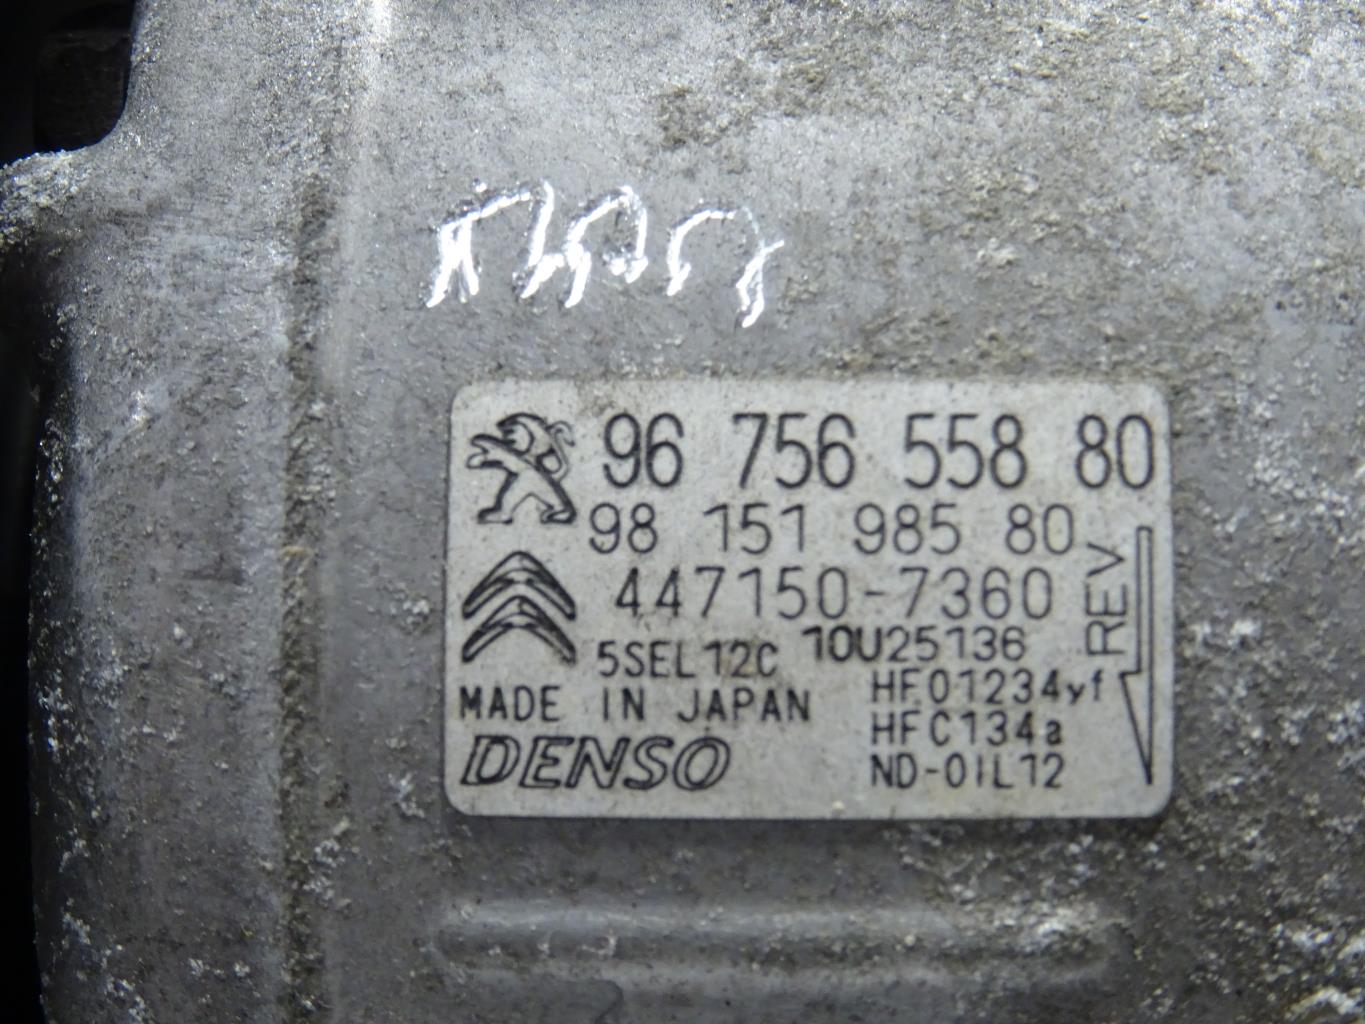 96 756 558 80
98 151 985 80
447150-7360
REV
5SEL12C 10U25136
HF01234yf
MADE IN JAPAN
HFC134a
DENSO
ND-OIL12